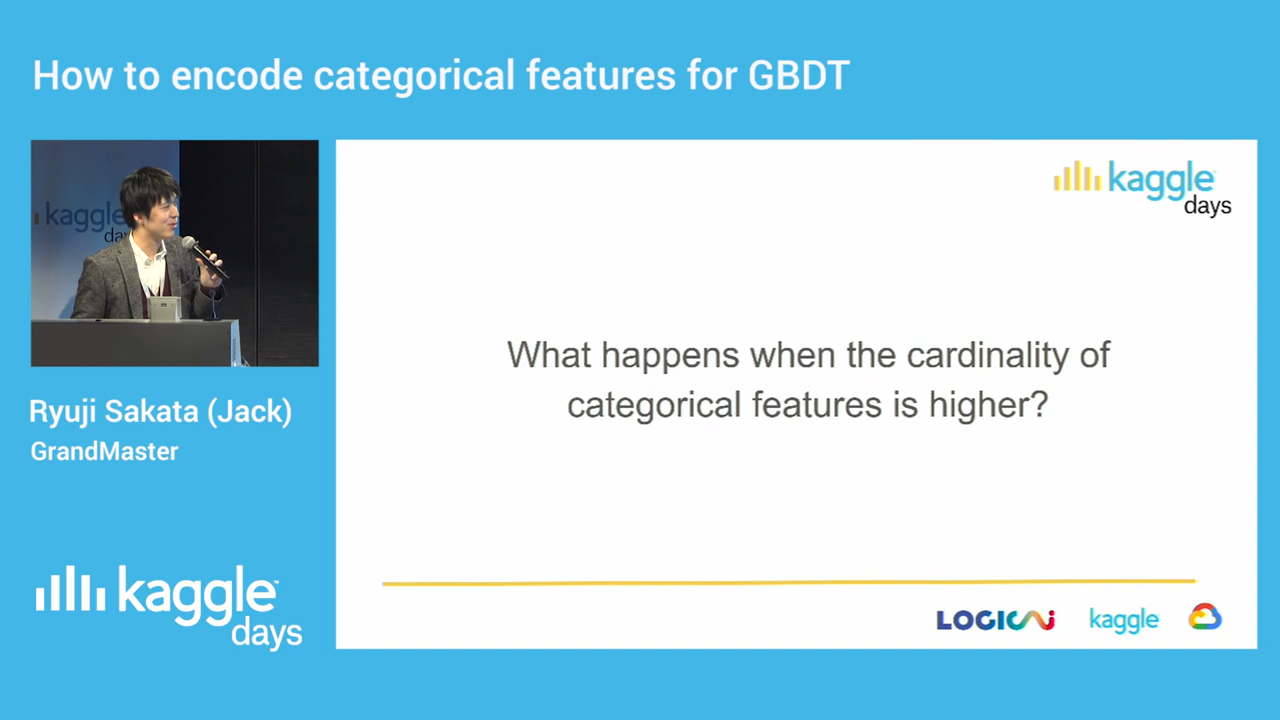 How to encode categorical features for GBDT
kaggle
days
Ryuji Sakata (Jack)
GrandMaster
kaggle
days
kaggle
days
What happens when the cardinality of
categorical features is higher?
LOGIC
kaggle